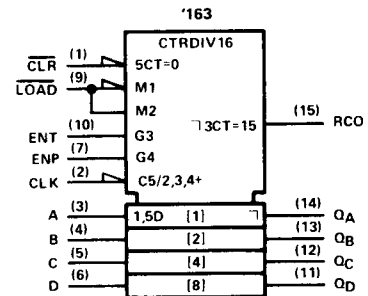 '163
CTRDIV16
CLR (1) 5CT=0
LOAD (9) M1
M2
ENT (10) G3 ⌝ 3CT=15 (15) RCO
ENP (7) G4
CLK (2) C5/2,3,4+
A (3) 1,5D [1] ⌝ (14) QA
B (4) [2] (13) QB
C (5) [4] (12) QC
D (6) [8] (11) QD